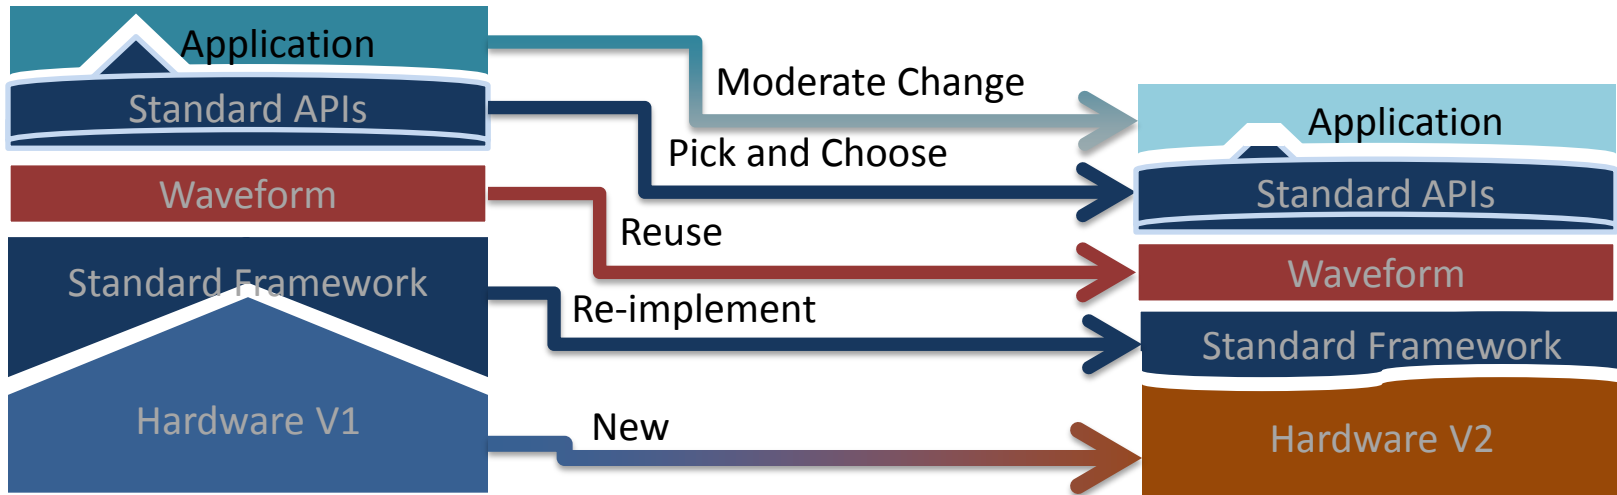 Application
Standard APIs
Waveform
Standard Framework
Hardware V1
Moderate Change
Pick and Choose
Reuse
Re-implement
New
Application
Standard APIs
Waveform
Standard Framework
Hardware V2